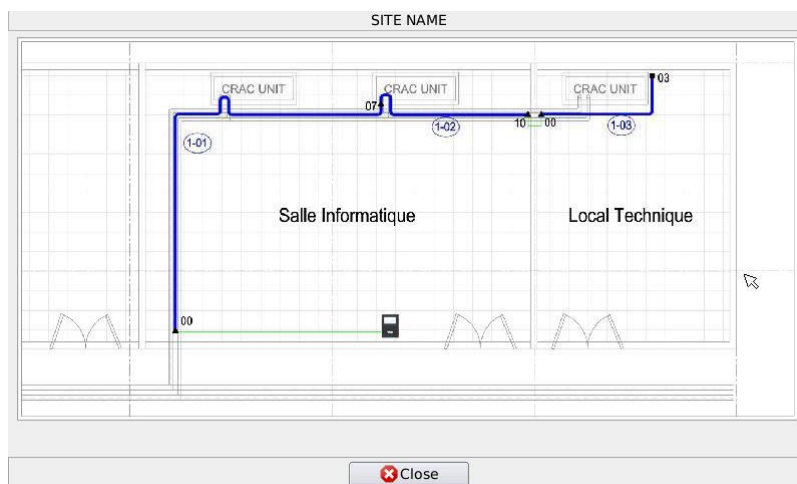 SITE NAME
CRAC UNIT
CRAC UNIT
CRAC UNIT
03
07
1-01
1-02
10
00
1-03
Salle Informatique
Local Technique
00
Close